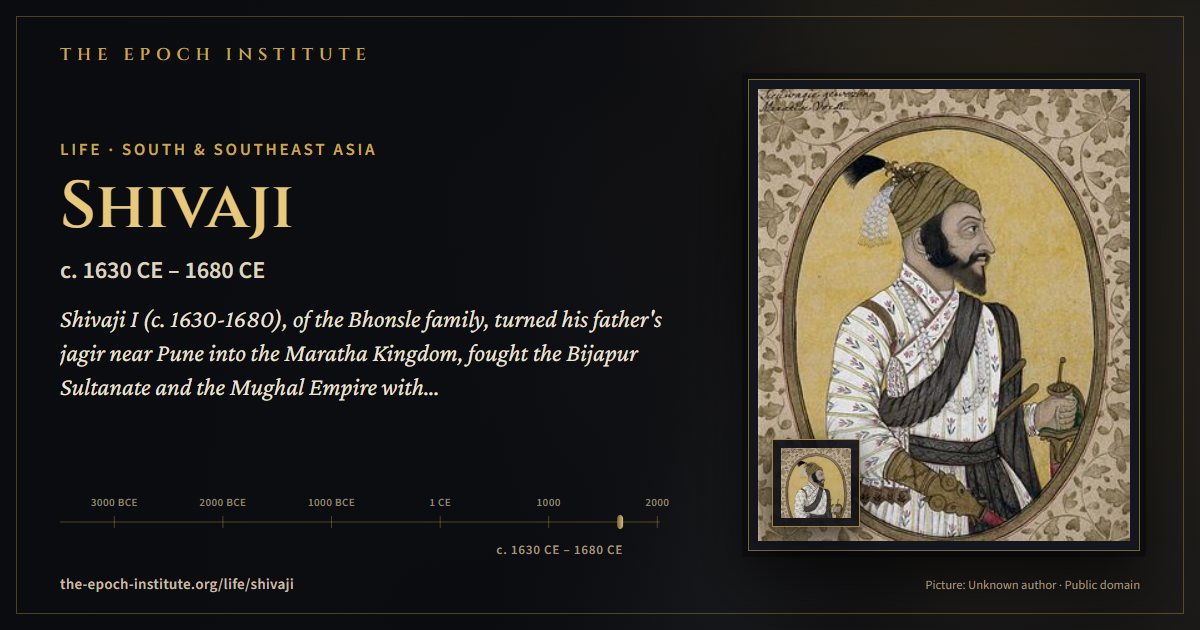 THE EPOCH INSTITUTE
LIFE · SOUTH & SOUTHEAST ASIA
SHIVAJI
c. 1630 CE – 1680 CE
Shivaji I (c. 1630-1680), of the Bhonsle family, turned his father's
jagir near Pune into the Maratha Kingdom, fought the Bijapur
Sultanate and the Mughal Empire with...
3000 BCE 2000 BCE 1000 BCE 1 CE 1000 2000
c. 1630 CE – 1680 CE
the-epoch-institute.org/life/shivaji
Picture: Unknown author · Public domain